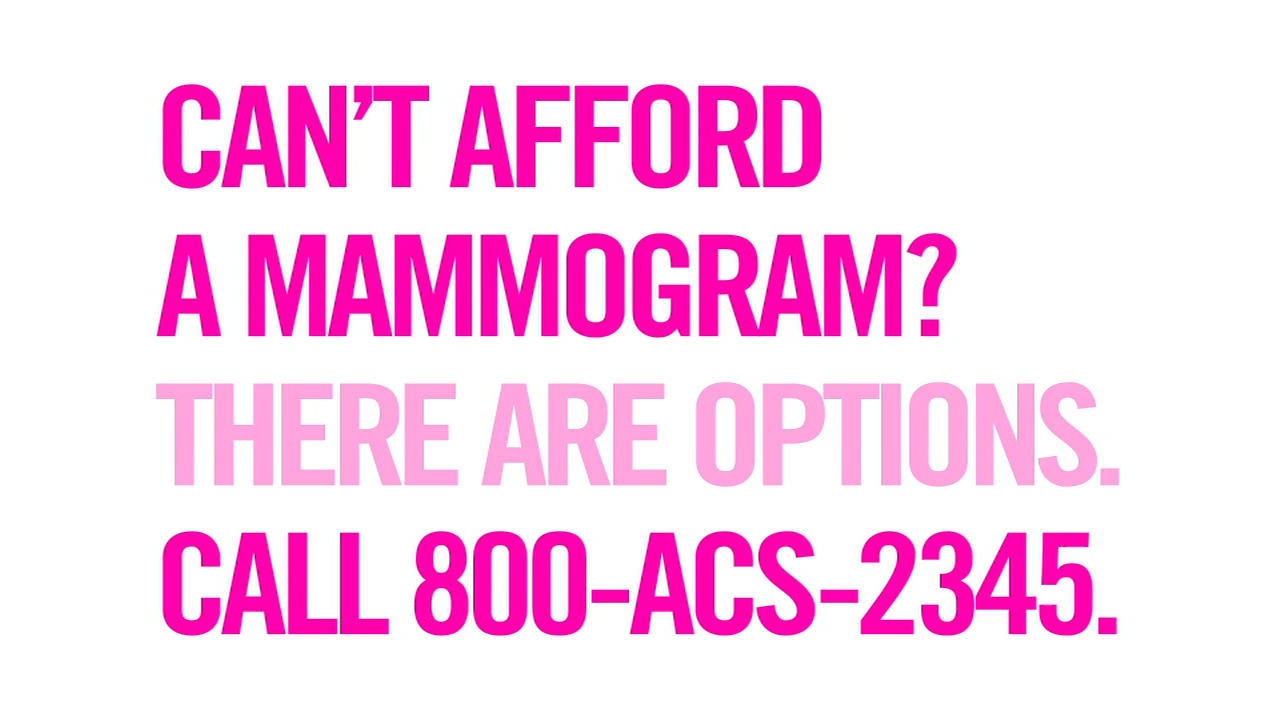 CAN’T AFFORD
A MAMMOGRAM?
THERE ARE OPTIONS.
CALL 800-ACS-2345.